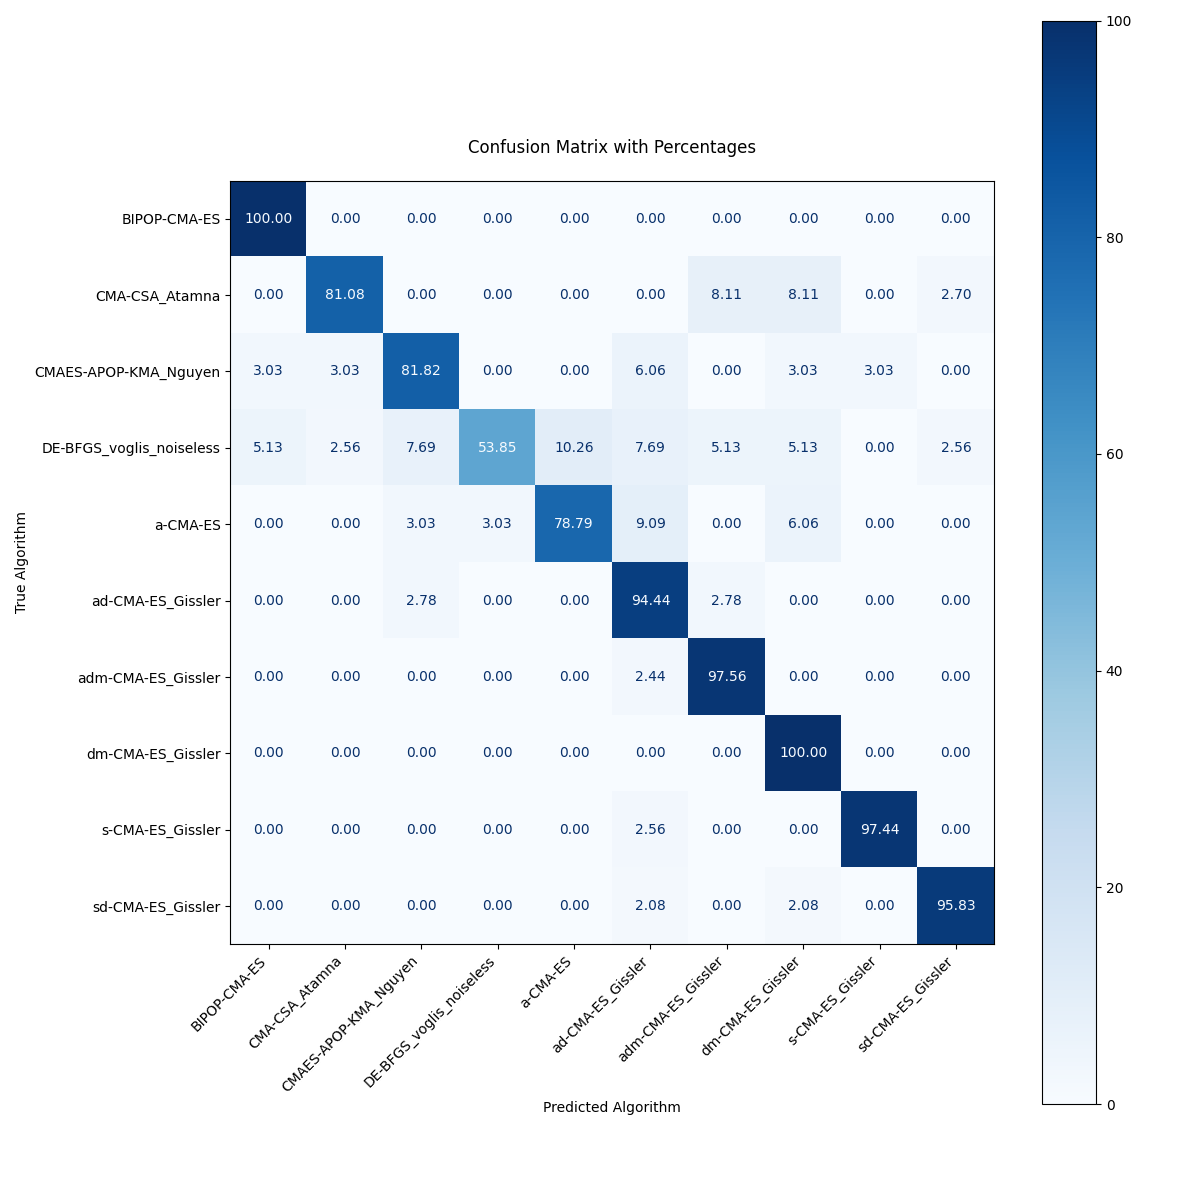 Confusion Matrix with Percentages
BIPOP-CMA-ES 100.00 0.00 0.00 0.00 0.00 0.00 0.00 0.00 0.00 0.00
CMA-CSA_Atamna 0.00 81.08 0.00 0.00 0.00 0.00 8.11 8.11 0.00 2.70
CMAES-APOP-KMA_Nguyen 3.03 3.03 81.82 0.00 0.00 6.06 0.00 3.03 3.03 0.00
DE-BFGS_voglis_noiseless 5.13 2.56 7.69 53.85 10.26 7.69 5.13 5.13 0.00 2.56
a-CMA-ES 0.00 0.00 3.03 3.03 78.79 9.09 0.00 6.06 0.00 0.00
ad-CMA-ES_Gissler 0.00 0.00 2.78 0.00 0.00 94.44 2.78 0.00 0.00 0.00
adm-CMA-ES_Gissler 0.00 0.00 0.00 0.00 0.00 2.44 97.56 0.00 0.00 0.00
dm-CMA-ES_Gissler 0.00 0.00 0.00 0.00 0.00 0.00 0.00 100.00 0.00 0.00
s-CMA-ES_Gissler 0.00 0.00 0.00 0.00 0.00 2.56 0.00 0.00 97.44 0.00
sd-CMA-ES_Gissler 0.00 0.00 0.00 0.00 0.00 2.08 0.00 2.08 0.00 95.83
True Algorithm
BIPOP-CMA-ES
CMA-CSA_Atamna
CMAES-APOP-KMA_Nguyen
DE-BFGS_voglis_noiseless
a-CMA-ES
ad-CMA-ES_Gissler
adm-CMA-ES_Gissler
dm-CMA-ES_Gissler
s-CMA-ES_Gissler
sd-CMA-ES_Gissler
Predicted Algorithm
100
80
60
40
20
0